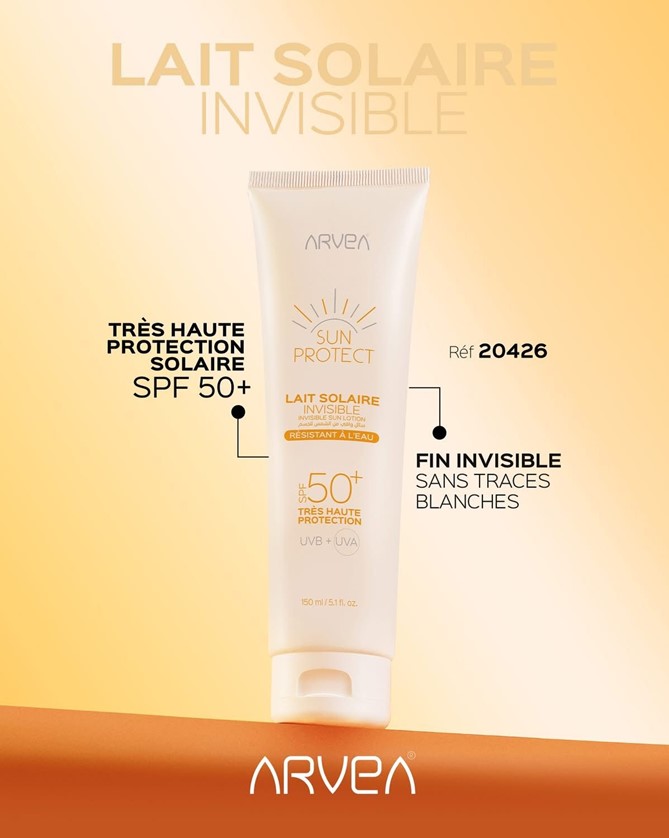 LAIT SOLAIRE
INVISIBLE
ARVEA
SUN
PROTECT
TRÈS HAUTE
PROTECTION
SOLAIRE
SPF 50+
Réf 20426
LAIT SOLAIRE
INVISIBLE
INVISIBLE SUN LOTION
RÉSISTANT À L'EAU
FIN INVISIBLE
SANS TRACES
BLANCHES
SPF 50+
TRÈS HAUTE
PROTECTION
UVB + UVA
150 ml / 5.1 fl. oz.
ARVEA®